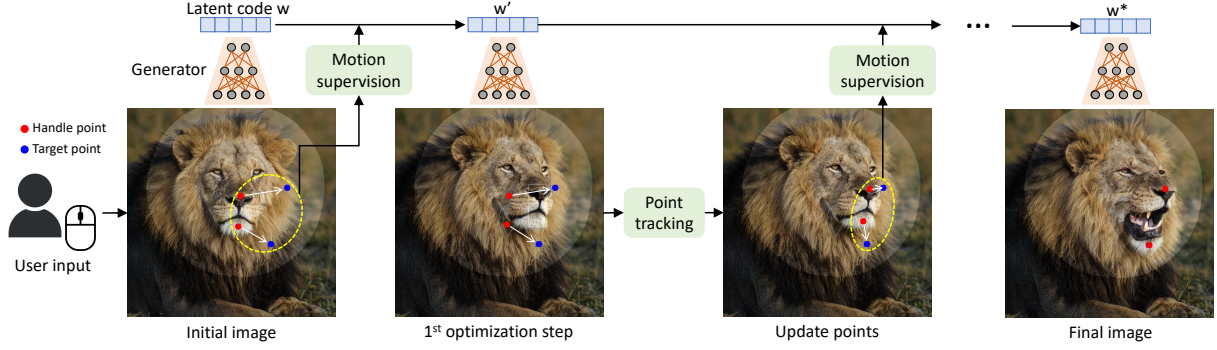 Latent code w
w’
w*
Generator
Motion
supervision
Motion
supervision
Handle point
Target point
Point
tracking
User input
Initial image
1st optimization step
Update points
Final image